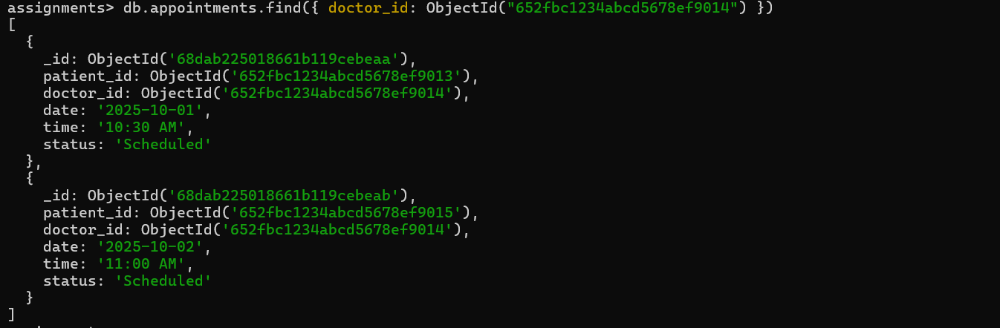 assignments> db.appointments.find({ doctor_id: ObjectId("652fbc1234abcd5678ef9014") })
[
  {
    _id: ObjectId('68dab225018661b119cebeaa'),
    patient_id: ObjectId('652fbc1234abcd5678ef9013'),
    doctor_id: ObjectId('652fbc1234abcd5678ef9014'),
    date: '2025-10-01',
    time: '10:30 AM',
    status: 'Scheduled'
  },
  {
    _id: ObjectId('68dab225018661b119cebeab'),
    patient_id: ObjectId('652fbc1234abcd5678ef9015'),
    doctor_id: ObjectId('652fbc1234abcd5678ef9014'),
    date: '2025-10-02',
    time: '11:00 AM',
    status: 'Scheduled'
  }
]